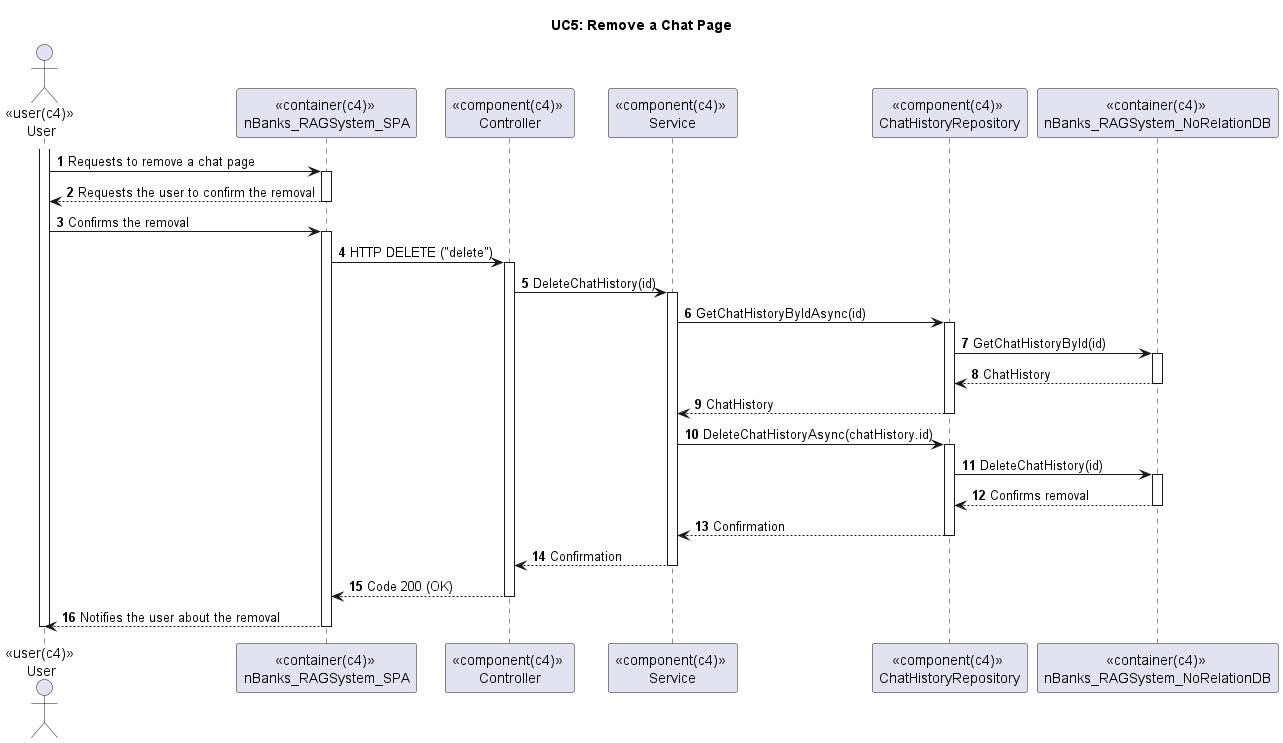 UC5: Remove a Chat Page
«user(c4)»
User
«container(c4)»
nBanks_RAGSystem_SPA
«component(c4)»
Controller
«component(c4)»
Service
«component(c4)»
ChatHistoryRepository
«container(c4)»
nBanks_RAGSystem_NoRelationDB
1 Requests to remove a chat page
2 Requests the user to confirm the removal
3 Confirms the removal
4 HTTP DELETE ("delete")
5 DeleteChatHistory(id)
6 GetChatHistoryByIdAsync(id)
7 GetChatHistoryById(id)
8 ChatHistory
9 ChatHistory
10 DeleteChatHistoryAsync(chatHistory.id)
11 DeleteChatHistory(id)
12 Confirms removal
13 Confirmation
14 Confirmation
15 Code 200 (OK)
16 Notifies the user about the removal
«user(c4)»
User
«container(c4)»
nBanks_RAGSystem_SPA
«component(c4)»
Controller
«component(c4)»
Service
«component(c4)»
ChatHistoryRepository
«container(c4)»
nBanks_RAGSystem_NoRelationDB